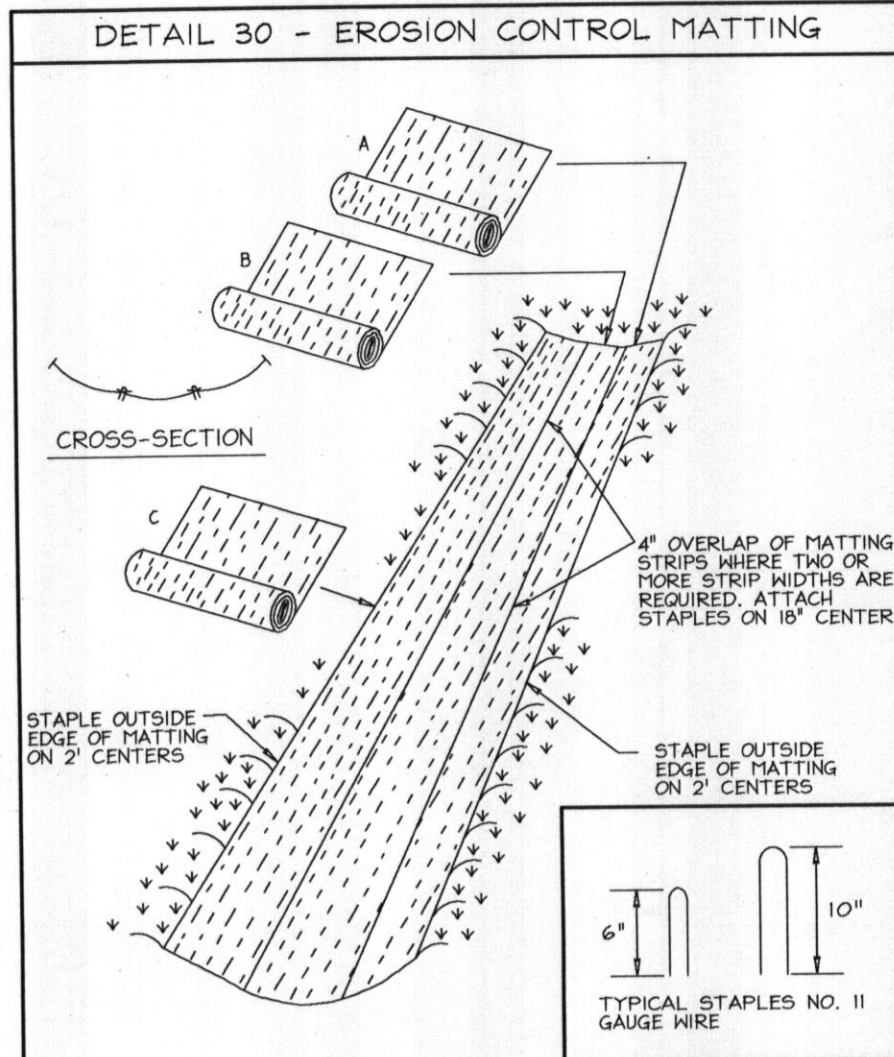 DETAIL 30 - EROSION CONTROL MATTING
A
B
CROSS-SECTION
C
4" OVERLAP OF MATTING
STRIPS WHERE TWO OR
MORE STRIP WIDTHS ARE
REQUIRED. ATTACH
STAPLES ON 18" CENTER
STAPLE OUTSIDE
EDGE OF MATTING
ON 2' CENTERS
STAPLE OUTSIDE
EDGE OF MATTING
ON 2' CENTERS
6"
10"
TYPICAL STAPLES NO. 11
GAUGE WIRE